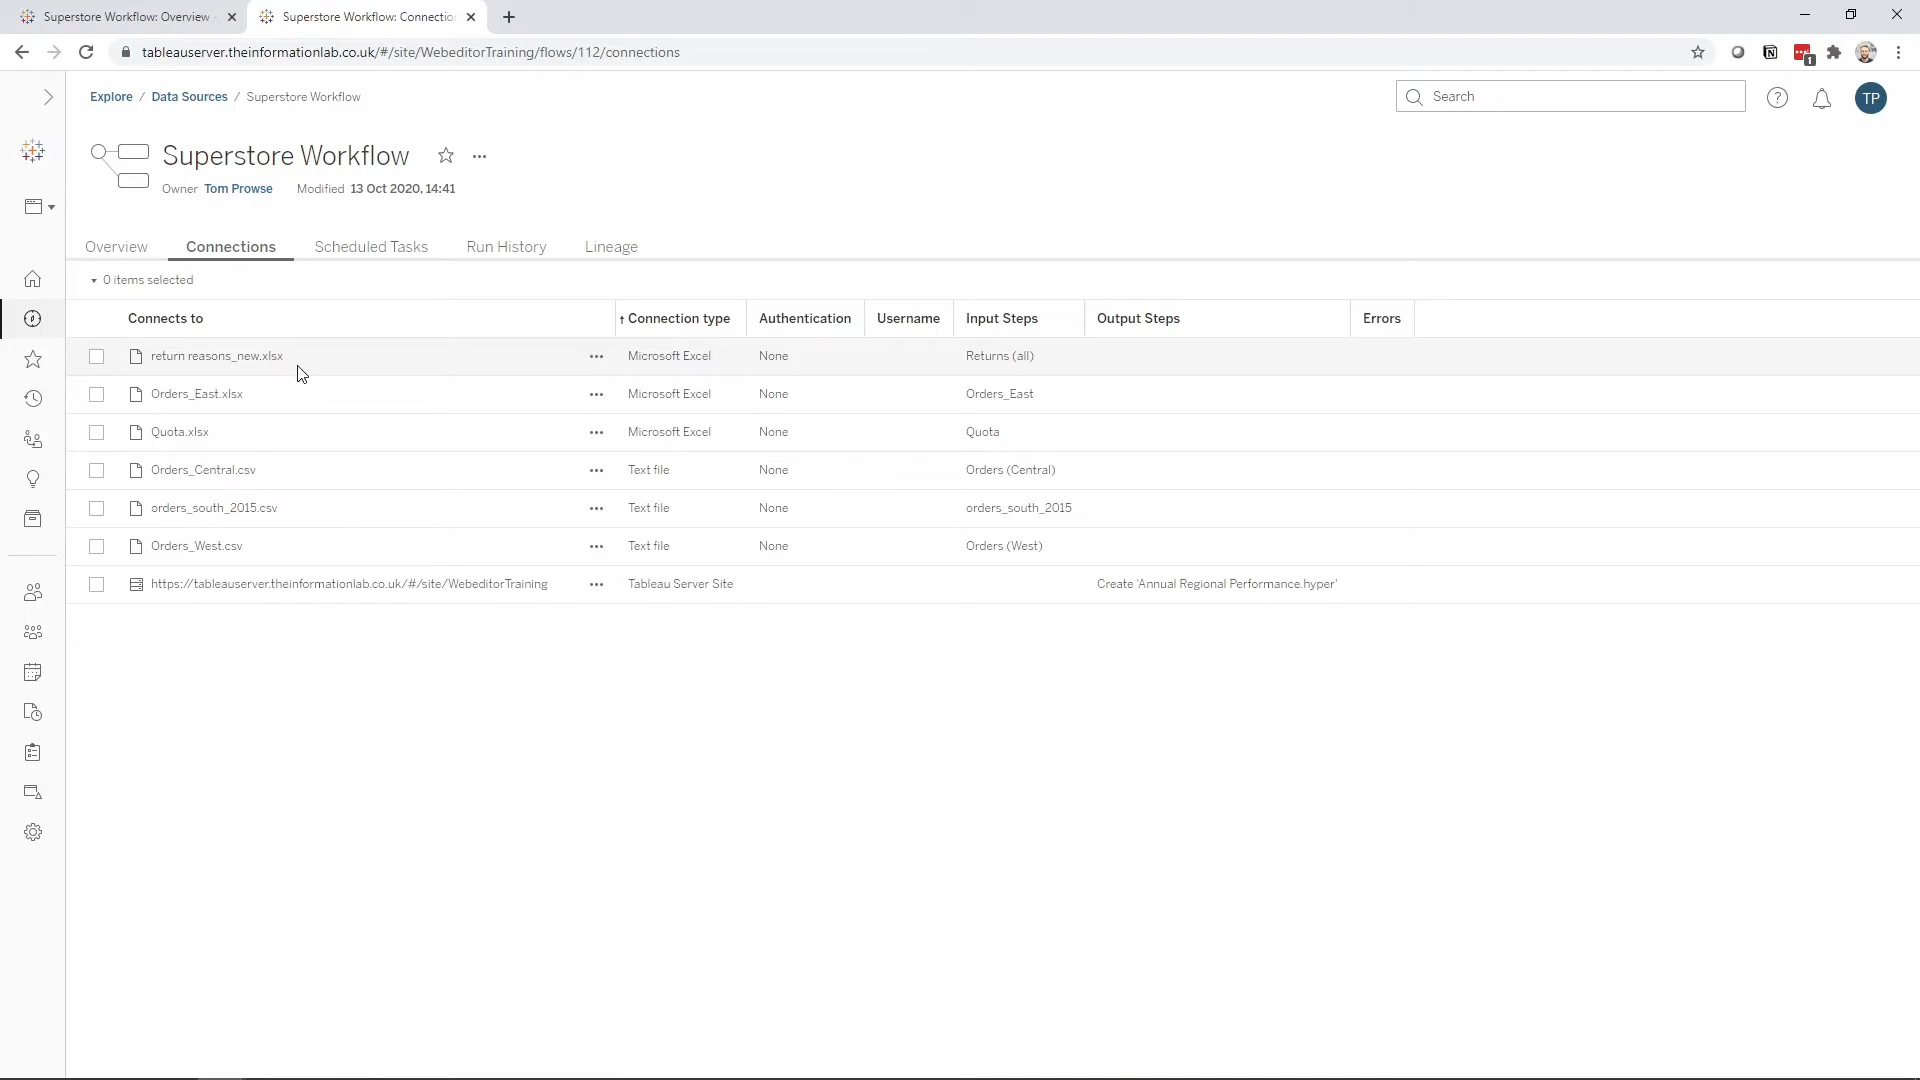 Superstore Workflow: Overview
Superstore Workflow: Connection
tableauserver.theinformationlab.co.uk/#/site/WebeditorTraining/flows/112/connections
1
Explore / Data Sources / Superstore Workflow
Search
?
TP
Superstore Workflow
Owner Tom Prowse Modified 13 Oct 2020, 14:41
Overview Connections Scheduled Tasks Run History Lineage
0 items selected
Connects to ↑ Connection type Authentication Username Input Steps Output Steps Errors
return reasons_new.xlsx Microsoft Excel None Returns (all)
Orders_East.xlsx Microsoft Excel None Orders_East
Quota.xlsx Microsoft Excel None Quota
Orders_Central.csv Text file None Orders (Central)
orders_south_2015.csv Text file None orders_south_2015
Orders_West.csv Text file None Orders (West)
https://tableauserver.theinformationlab.co.uk/#/site/WebeditorTraining Tableau Server Site Create 'Annual Regional Performance.hyper'